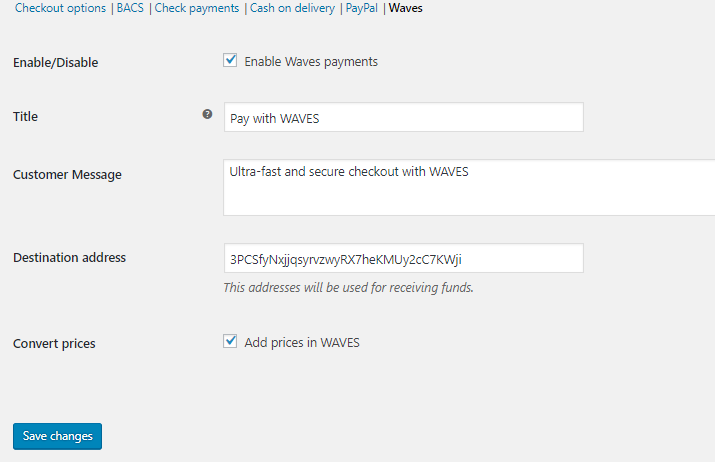 Checkout options | BACS | Check payments | Cash on delivery | PayPal | Waves
Enable/Disable
Enable Waves payments
Title
?
Pay with WAVES
Customer Message
Ultra-fast and secure checkout with WAVES
Destination address
3PCSfyNxjjqsyrvzwyRX7heKMUy2cC7KWji
This addresses will be used for receiving funds.
Convert prices
Add prices in WAVES
Save changes